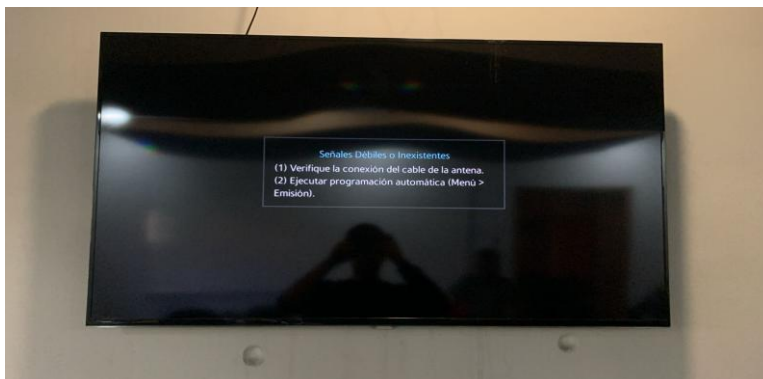 Señales Débiles o Inexistentes
(1) Verifique la conexión del cable de la antena.
(2) Ejecutar programación automática (Menú >
Emisión).